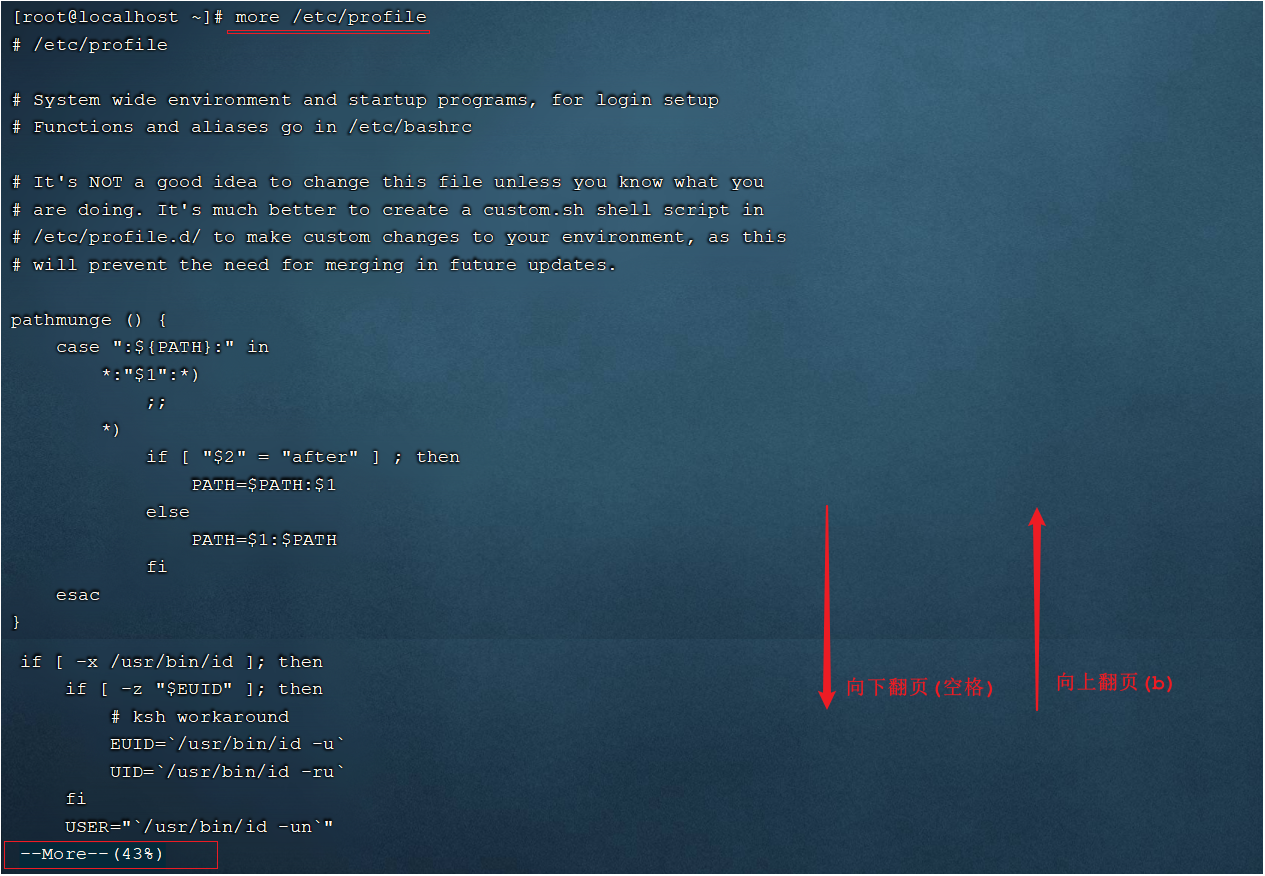 [root@localhost ~]# more /etc/profile
# /etc/profile

# System wide environment and startup programs, for login setup
# Functions and aliases go in /etc/bashrc

# It's NOT a good idea to change this file unless you know what you
# are doing. It's much better to create a custom.sh shell script in
# /etc/profile.d/ to make custom changes to your environment, as this
# will prevent the need for merging in future updates.

pathmunge () {
    case ":${PATH}:" in
        *:"$1":*)
            ;;
        *)
            if [ "$2" = "after" ] ; then
                PATH=$PATH:$1
            else
                PATH=$1:$PATH
            fi
    esac
}

if [ -x /usr/bin/id ]; then
    if [ -z "$EUID" ]; then
        # ksh workaround
        EUID=`/usr/bin/id -u`
        UID=`/usr/bin/id -ru`
    fi
    USER="`/usr/bin/id -un`"
--More--(43%)
向下翻页(空格)
向上翻页(b)